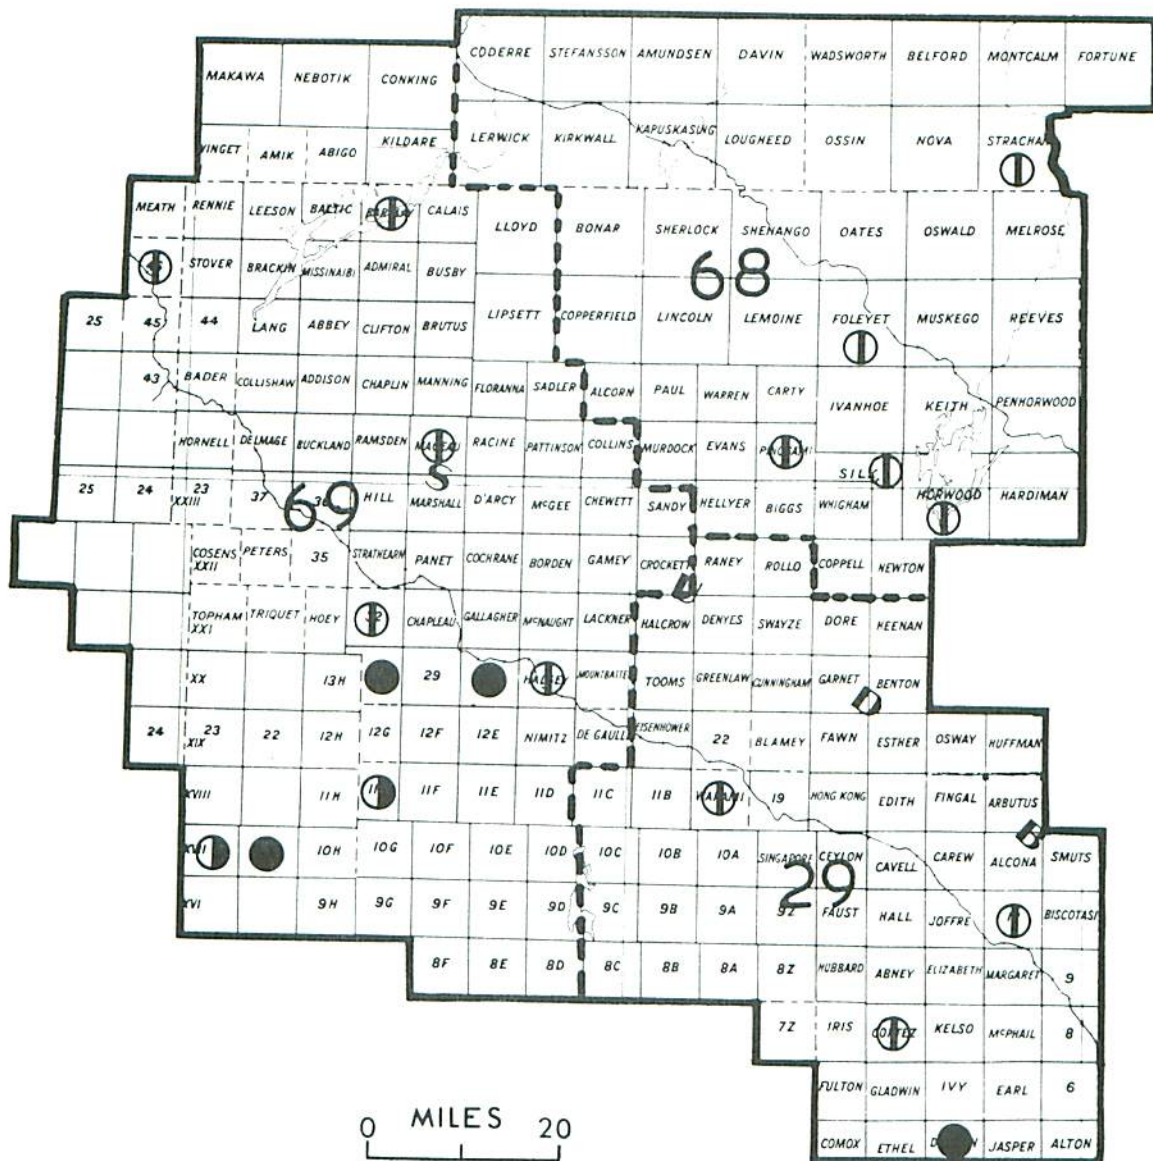 CODERRE STEFANSSON AMUNDSEN DAVIN WADSWORTH BELFORD MONTCALM FORTUNE
MAKAWA NEBOTIK CONKING
LERWICK KIRKWALL KAPUSKASING LOUGHEED OSSIN NOVA STRACHAN
VINGET AMIK ABIGO KILDARE
MEATH RENNIE LEESON BALTIC CALAIS
LLOYD BONAR SHERLOCK SHENANGO OATES OSWALD MELROSE
68
STOVER BRACKIN MISSINAIBI ADMIRAL BUSBY
25 45 44 LANG ABBEY CLIFTON BRUTUS LIPSETT COPPERFIELD LINCOLN LEMOINE FOLEYET MUSKEGO REEVES
43 BADER COLLISHAW ADDISON CHAPLIN MANNING FLORANNA SADLER ALCORN PAUL WARREN CARTY
IVANHOE KEITH PENHORWOOD
HORNELL DELMAGE BUCKLAND RAMSDEN RACINE PATTINSON COLLINS MURDOCK EVANS
S
SILK
25 24 23 37 36 HILL MARSHALL D'ARCY McGEE CHEWETT SANDY HELLYER BIGGS WHIGHAM HORWOOD HARDIMAN
XXIII
69
COSENS PETERS 35 STRATHEARN PANET COCHRANE BORDEN GAMEY CROCKETT RANEY ROLLO COPPELL NEWTON
XXII
TOPHAM TRIQUET HOEY 32 CHAPLEAU GALLAGHER McNAUGHT LACKNER HALCROW DENYES SWAYZE DORE KEENAN
XXI
XX 13H 29 HALSEY MOUNTBATTEN TOOMS GREENLAW CUNNINGHAM GARNET BENTON
D
24 23 22 12H 12G 12F 12E NIMITZ DE GAULLE EISENHOWER 22 BLAMEY FAWN ESTHER OSWAY HUFFMAN
XIX
XVIII 11H 11F 11E 11D 11C 11B WAKAMI 19 HONG KONG EDITH FINGAL ARBUTUS
B
XVII 10H 10G 10F 10E 10D 10C 10B 10A SINGAPORE CEYLON CAVELL CAREW ALCONA SMUTS
29
XVI 9H 9G 9F 9E 9D 9C 9B 9A 9Z FAUST HALL JOFFRE BISCOTASI
8F 8E 8D 8C 8B 8A 8Z HUBBARD ABNEY ELIZABETH MARGARET 9
7Z IRIS CORTEZ KELSO McPHAIL 8
FULTON GLADWIN IVY EARL 6
COMOX ETHEL JASPER ALTON
MILES
0 20